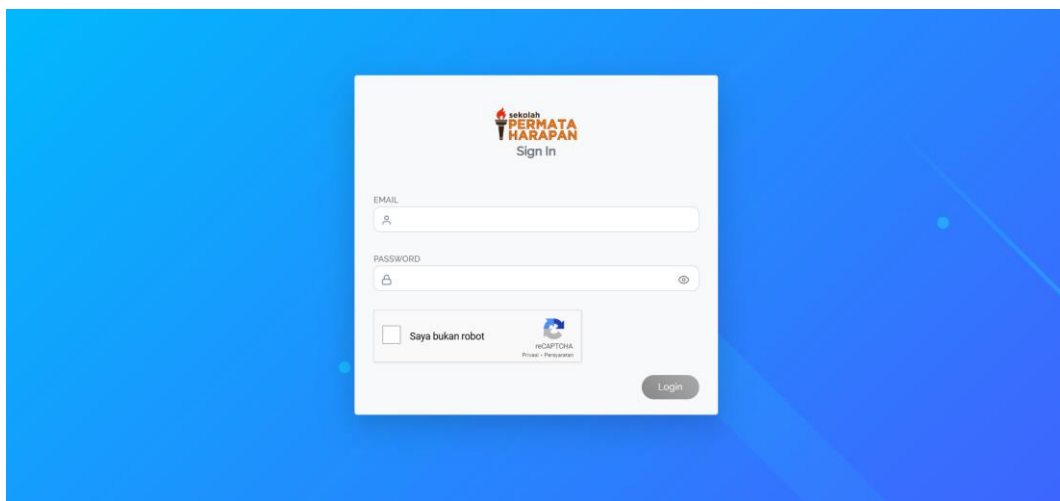 sekolah
PERMATA
HARAPAN
Sign In
EMAIL
PASSWORD
Saya bukan robot
reCAPTCHA
Privasi - Persyaratan
Login